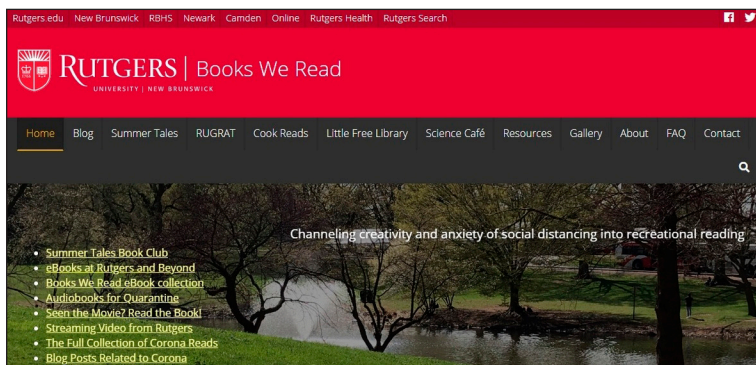 Rutgers.edu New Brunswick RBHS Newark Camden Online Rutgers Health Rutgers Search
RUTGERS | Books We Read
UNIVERSITY | NEW BRUNSWICK
Home Blog Summer Tales RUGRAT Cook Reads Little Free Library Science Café Resources Gallery About FAQ Contact
Channeling creativity and anxiety of social distancing into recreational reading
• Summer Tales Book Club
• eBooks at Rutgers and Beyond
• Books We Read eBook collection
• Audiobooks for Quarantine
• Seen the Movie? Read the Book!
• Streaming Video from Rutgers
• The Full Collection of Corona Reads
• Blog Posts Related to Corona